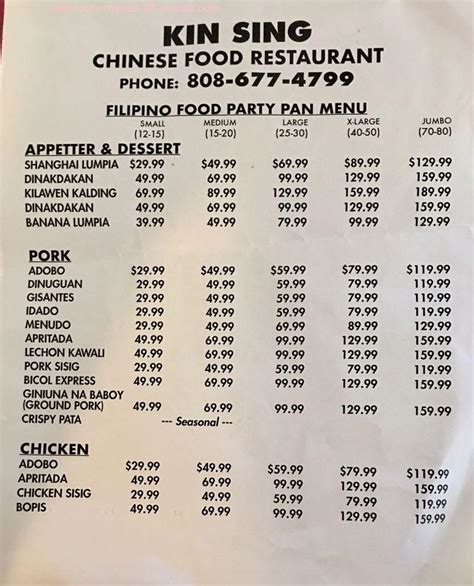 KIN SING
CHINESE FOOD RESTAURANT
PHONE: 808-677-4799
FILIPINO FOOD PARTY PAN MENU
SMALL MEDIUM LARGE X-LARGE JUMBO
(12-15) (15-20) (25-30) (40-50) (70-80)
APPETTER & DESSERT
SHANGHAI LUMPIA $29.99 $49.99 $69.99 $89.99 $129.99
DINAKDAKAN 49.99 69.99 99.99 129.99 159.99
KILAWEN KALDING 69.99 89.99 129.99 159.99 189.99
DINAKDAKAN 49.99 69.99 99.99 129.99 159.99
BANANA LUMPIA 39.99 49.99 79.99 99.99 129.99
PORK
ADOBO $29.99 $49.99 $59.99 $79.99 $119.99
DINUGUAN 29.99 49.99 59.99 79.99 119.99
GISANTES 29.99 49.99 59.99 79.99 119.99
IDADO 29.99 49.99 59.99 79.99 119.99
MENUDO 29.99 49.99 59.99 79.99 119.99
APRITADA 49.99 69.99 99.99 129.99 159.99
LECHON KAWALI 49.99 69.99 99.99 129.99 159.99
PORK SISIG 29.99 49.99 59.99 79.99 119.99
BICOL EXPRESS 49.99 69.99 99.99 129.99 159.99
GINIUNA NA BABOY
(GROUND PORK) 49.99 69.99 99.99 129.99 159.99
CRISPY PATA --- Seasonal ---
CHICKEN
ADOBO $29.99 $49.99 $59.99 $79.99 $119.99
APRITADA 49.99 69.99 99.99 129.99 159.99
CHICKEN SISIG 29.99 49.99 59.99 79.99 119.99
BOPIS 49.99 69.99 99.99 129.99 159.99